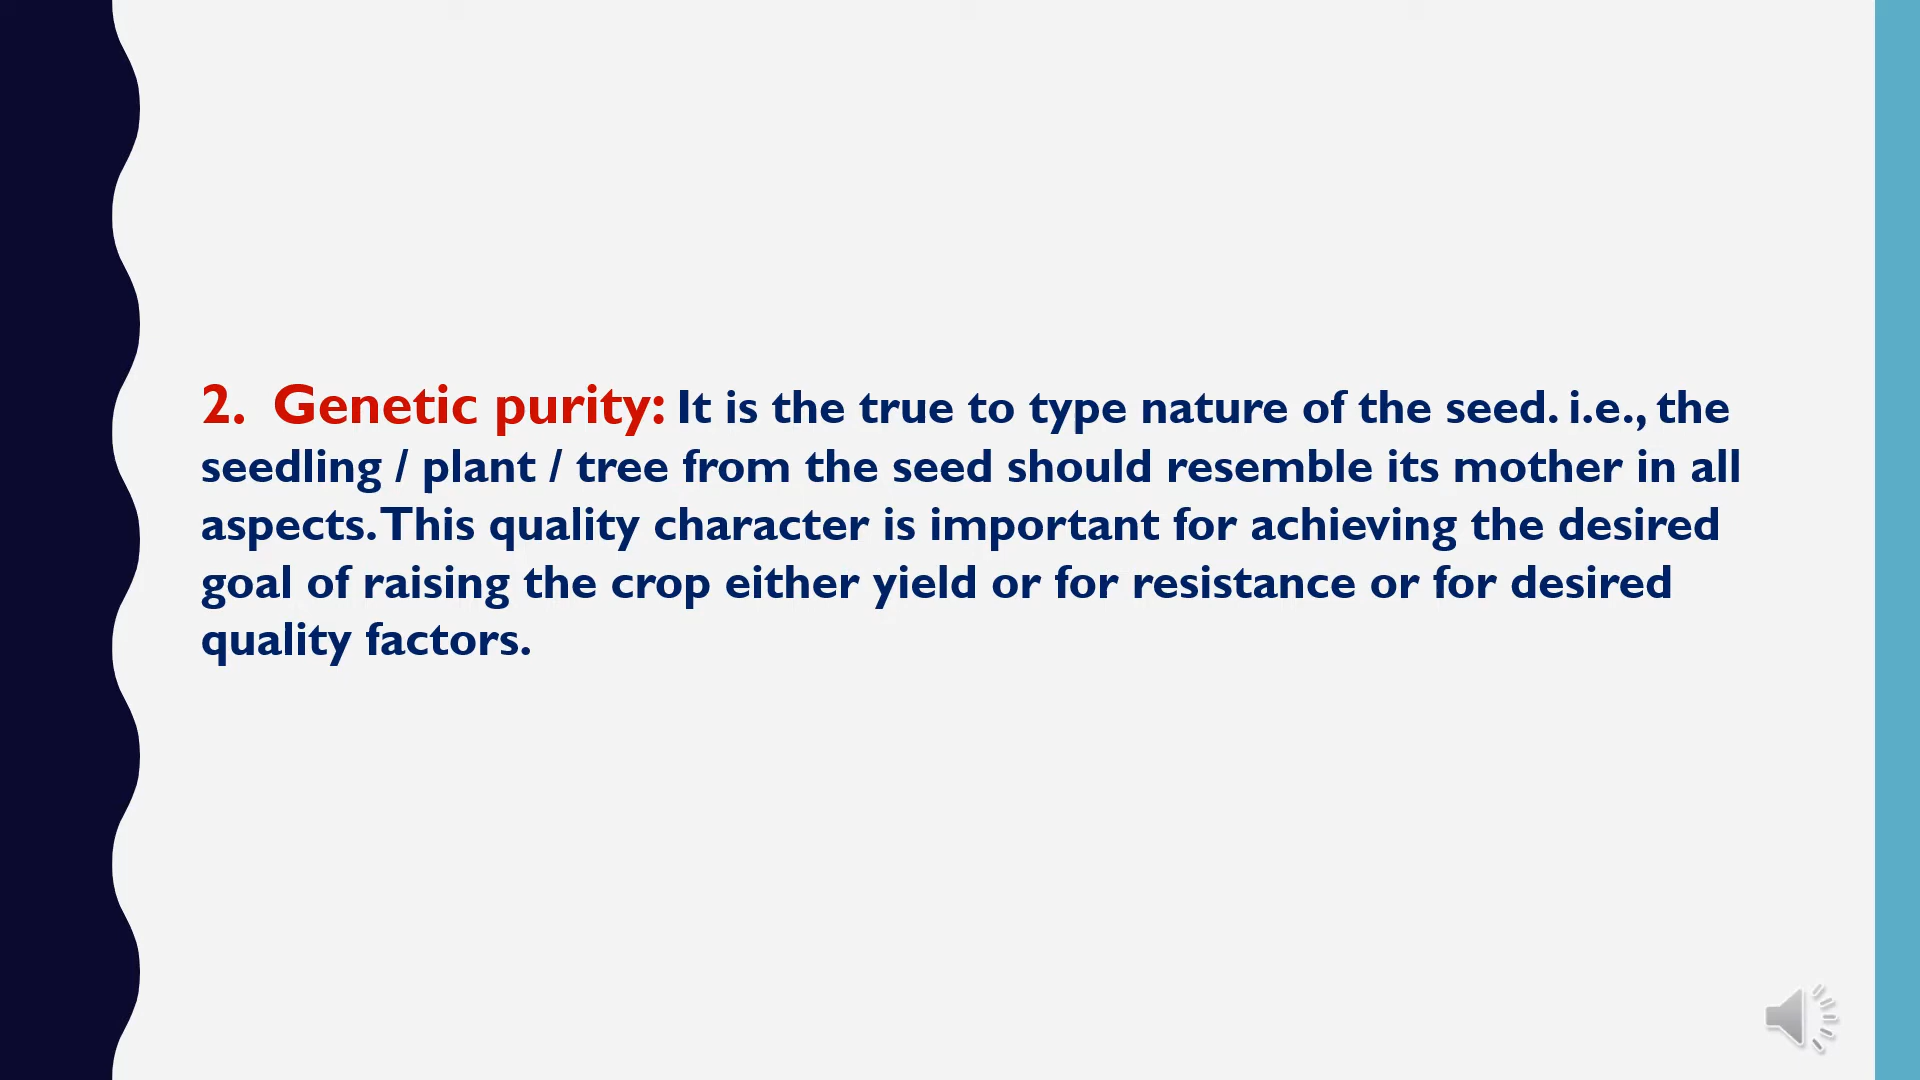 2. Genetic purity: It is the true to type nature of the seed. i.e., the
seedling / plant / tree from the seed should resemble its mother in all
aspects. This quality character is important for achieving the desired
goal of raising the crop either yield or for resistance or for desired
quality factors.